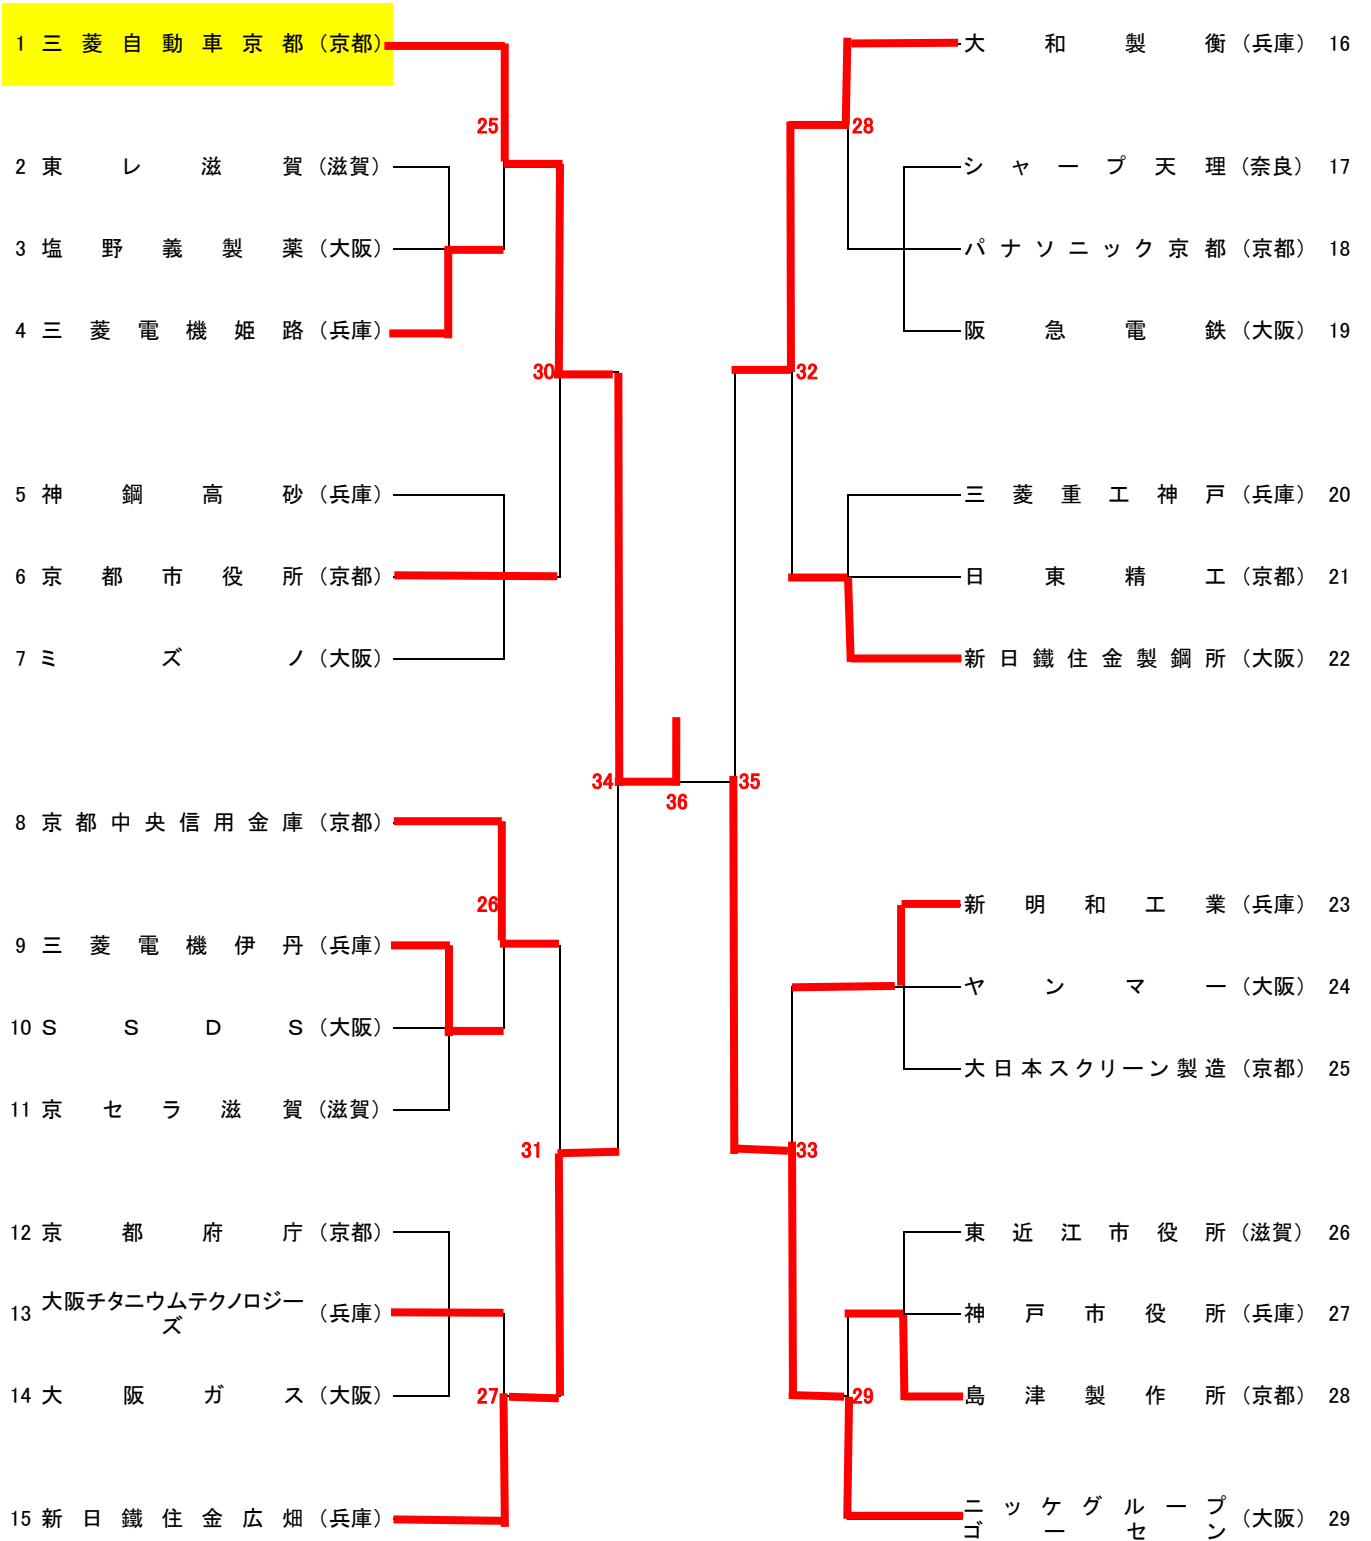 1 三菱自動車京都（京都）
25
2 東レ滋賀（滋賀）
3 塩野義製薬（大阪）
4 三菱電機姫路（兵庫）
30
5 神鋼高砂（兵庫）
6 京都市役所（京都）
7 ミズノ（大阪）
34
36
8 京都中央信用金庫（京都）
26
9 三菱電機伊丹（兵庫）
10 ＳＳＤＳ（大阪）
11 京セラ滋賀（滋賀）
31
12 京都府庁（京都）
13 大阪チタニウムテクノロジー
ズ（兵庫）
14 大阪ガス（大阪）
27
15 新日鐵住金広畑（兵庫）
大和製衡（兵庫） 16
28
シャープ天理（奈良） 17
パナソニック京都（京都） 18
阪急電鉄（大阪） 19
32
三菱重工神戸（兵庫） 20
日東精工（京都） 21
新日鐵住金製鋼所（大阪） 22
35
新明和工業（兵庫） 23
ヤンマー（大阪） 24
大日本スクリーン製造（京都） 25
33
東近江市役所（滋賀） 26
神戸市役所（兵庫） 27
島津製作所（京都） 28
29
ニッケグループ
ゴーセン（大阪） 29